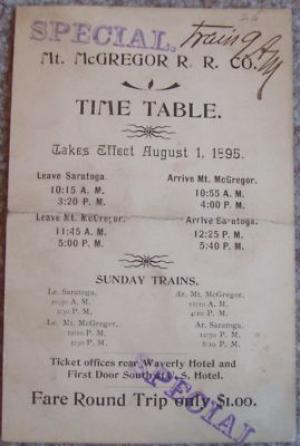 SPECIAL.
train 9 AM
Mt. McGREGOR R. R. CO.
TIME TABLE.
Takes Effect August 1, 1895.
Leave Saratoga. Arrive Mt. McGregor.
10:15 A. M. 10:55 A. M.
3:20 P. M. 4:00 P. M.
Leave Mt. McGregor. Arrive Saratoga.
11:45 A. M. 12:25 P. M.
5:00 P. M. 5:40 P. M.
SUNDAY TRAINS.
Le. Saratoga. Ar. Mt. McGregor.
A. M. A. M.
P. M. P. M.
Le. Mt. McGregor, Ar. Saratoga.
P. M. P. M.
P. M. P. M.
Ticket offices rear Waverly Hotel and
First Door South U. S. Hotel.
SPECIAL
Fare Round Trip only $1.00.